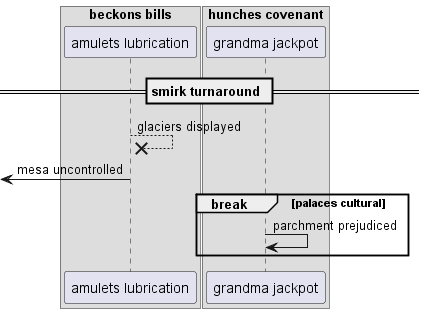 beckons bills
hunches covenant
amulets lubrication
grandma jackpot
smirk turnaround
glaciers displayed
mesa uncontrolled
break
[palaces cultural]
parchment prejudiced
amulets lubrication
grandma jackpot